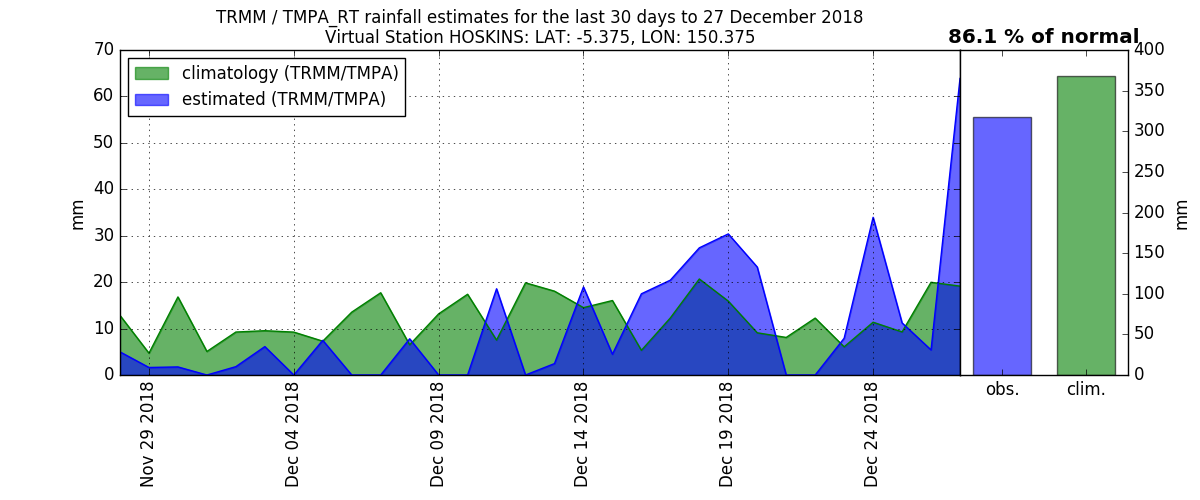 TRMM / TMPA_RT rainfall estimates for the last 30 days to 27 December 2018
Virtual Station HOSKINS: LAT: -5.375, LON: 150.375
86.1 % of normal
climatology (TRMM/TMPA)
estimated (TRMM/TMPA)
mm
70
60
50
40
30
20
10
0
Nov 29 2018
Dec 04 2018
Dec 09 2018
Dec 14 2018
Dec 19 2018
Dec 24 2018
obs.
clim.
400
350
300
250
200
150
100
50
0
mm